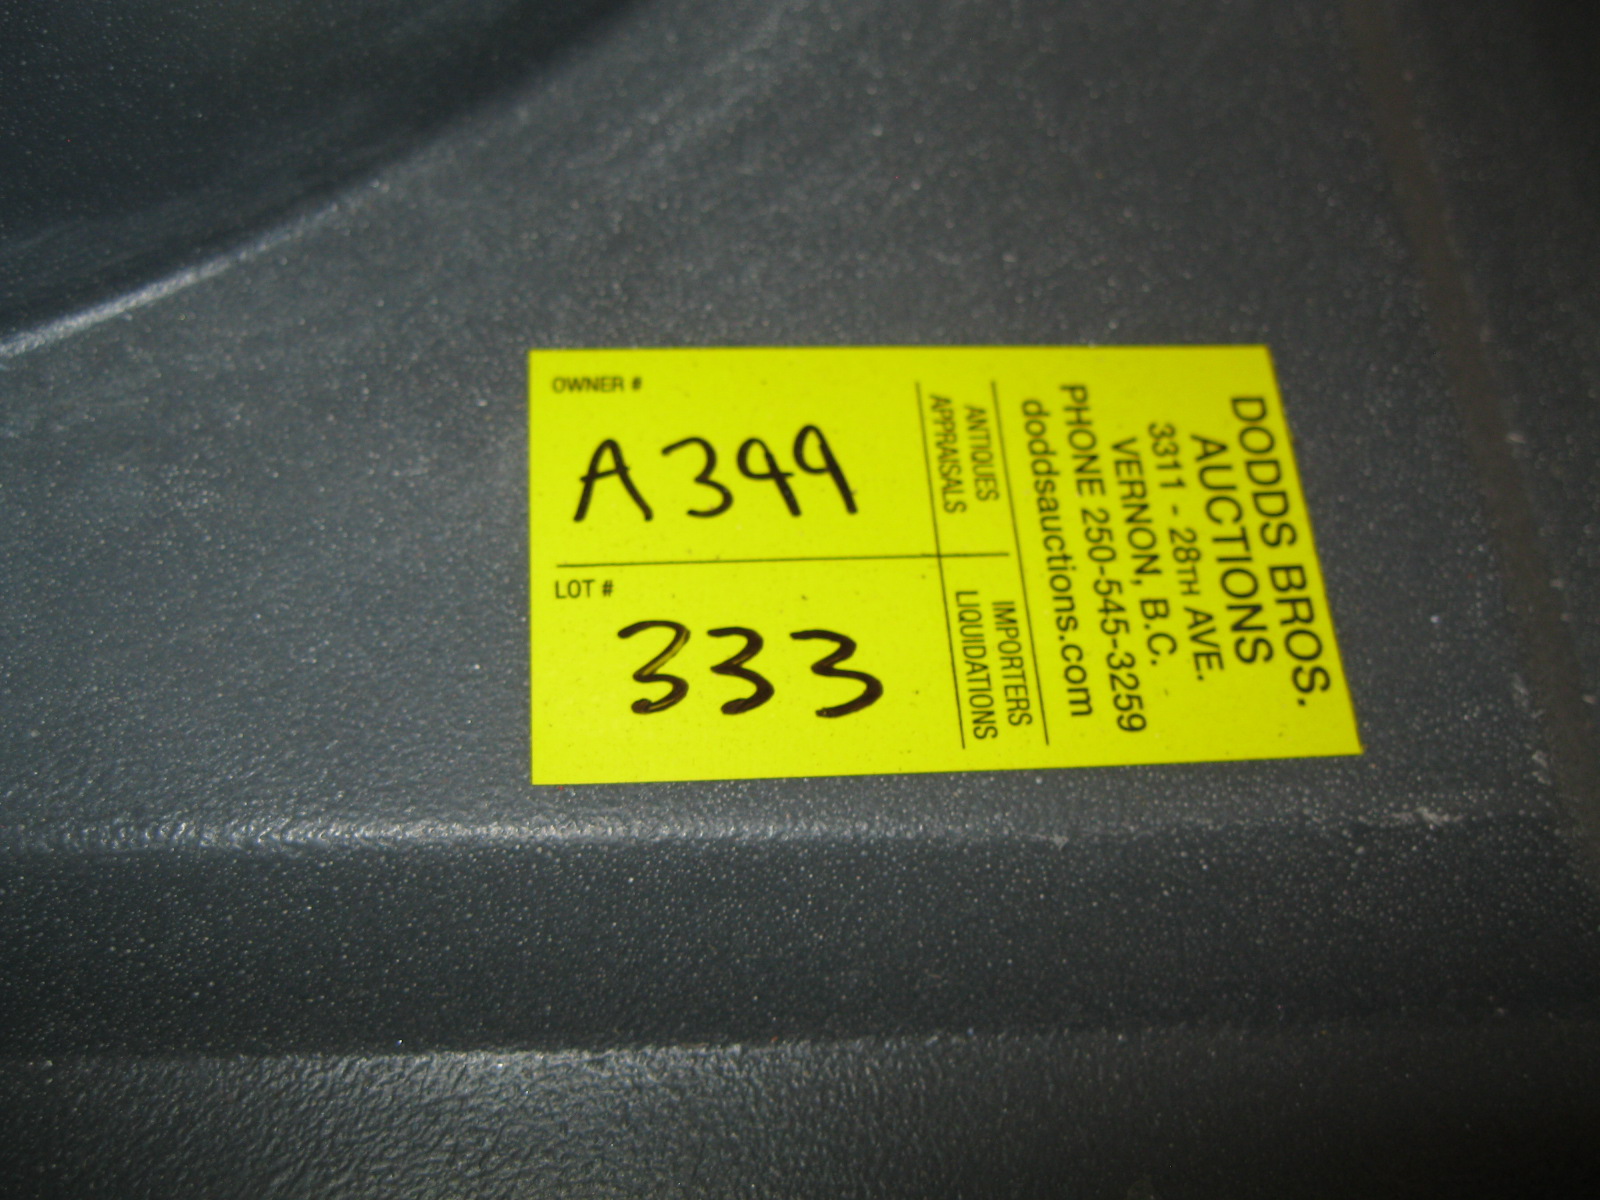 OWNER #
A399
LOT #
333
ANTIQUES
APPRAISALS
IMPORTERS
LIQUIDATIONS
DODDS BROS.
AUCTIONS
3311 - 28TH AVE.
VERNON, B.C.
PHONE 250-545-3259
doddsauctions.com